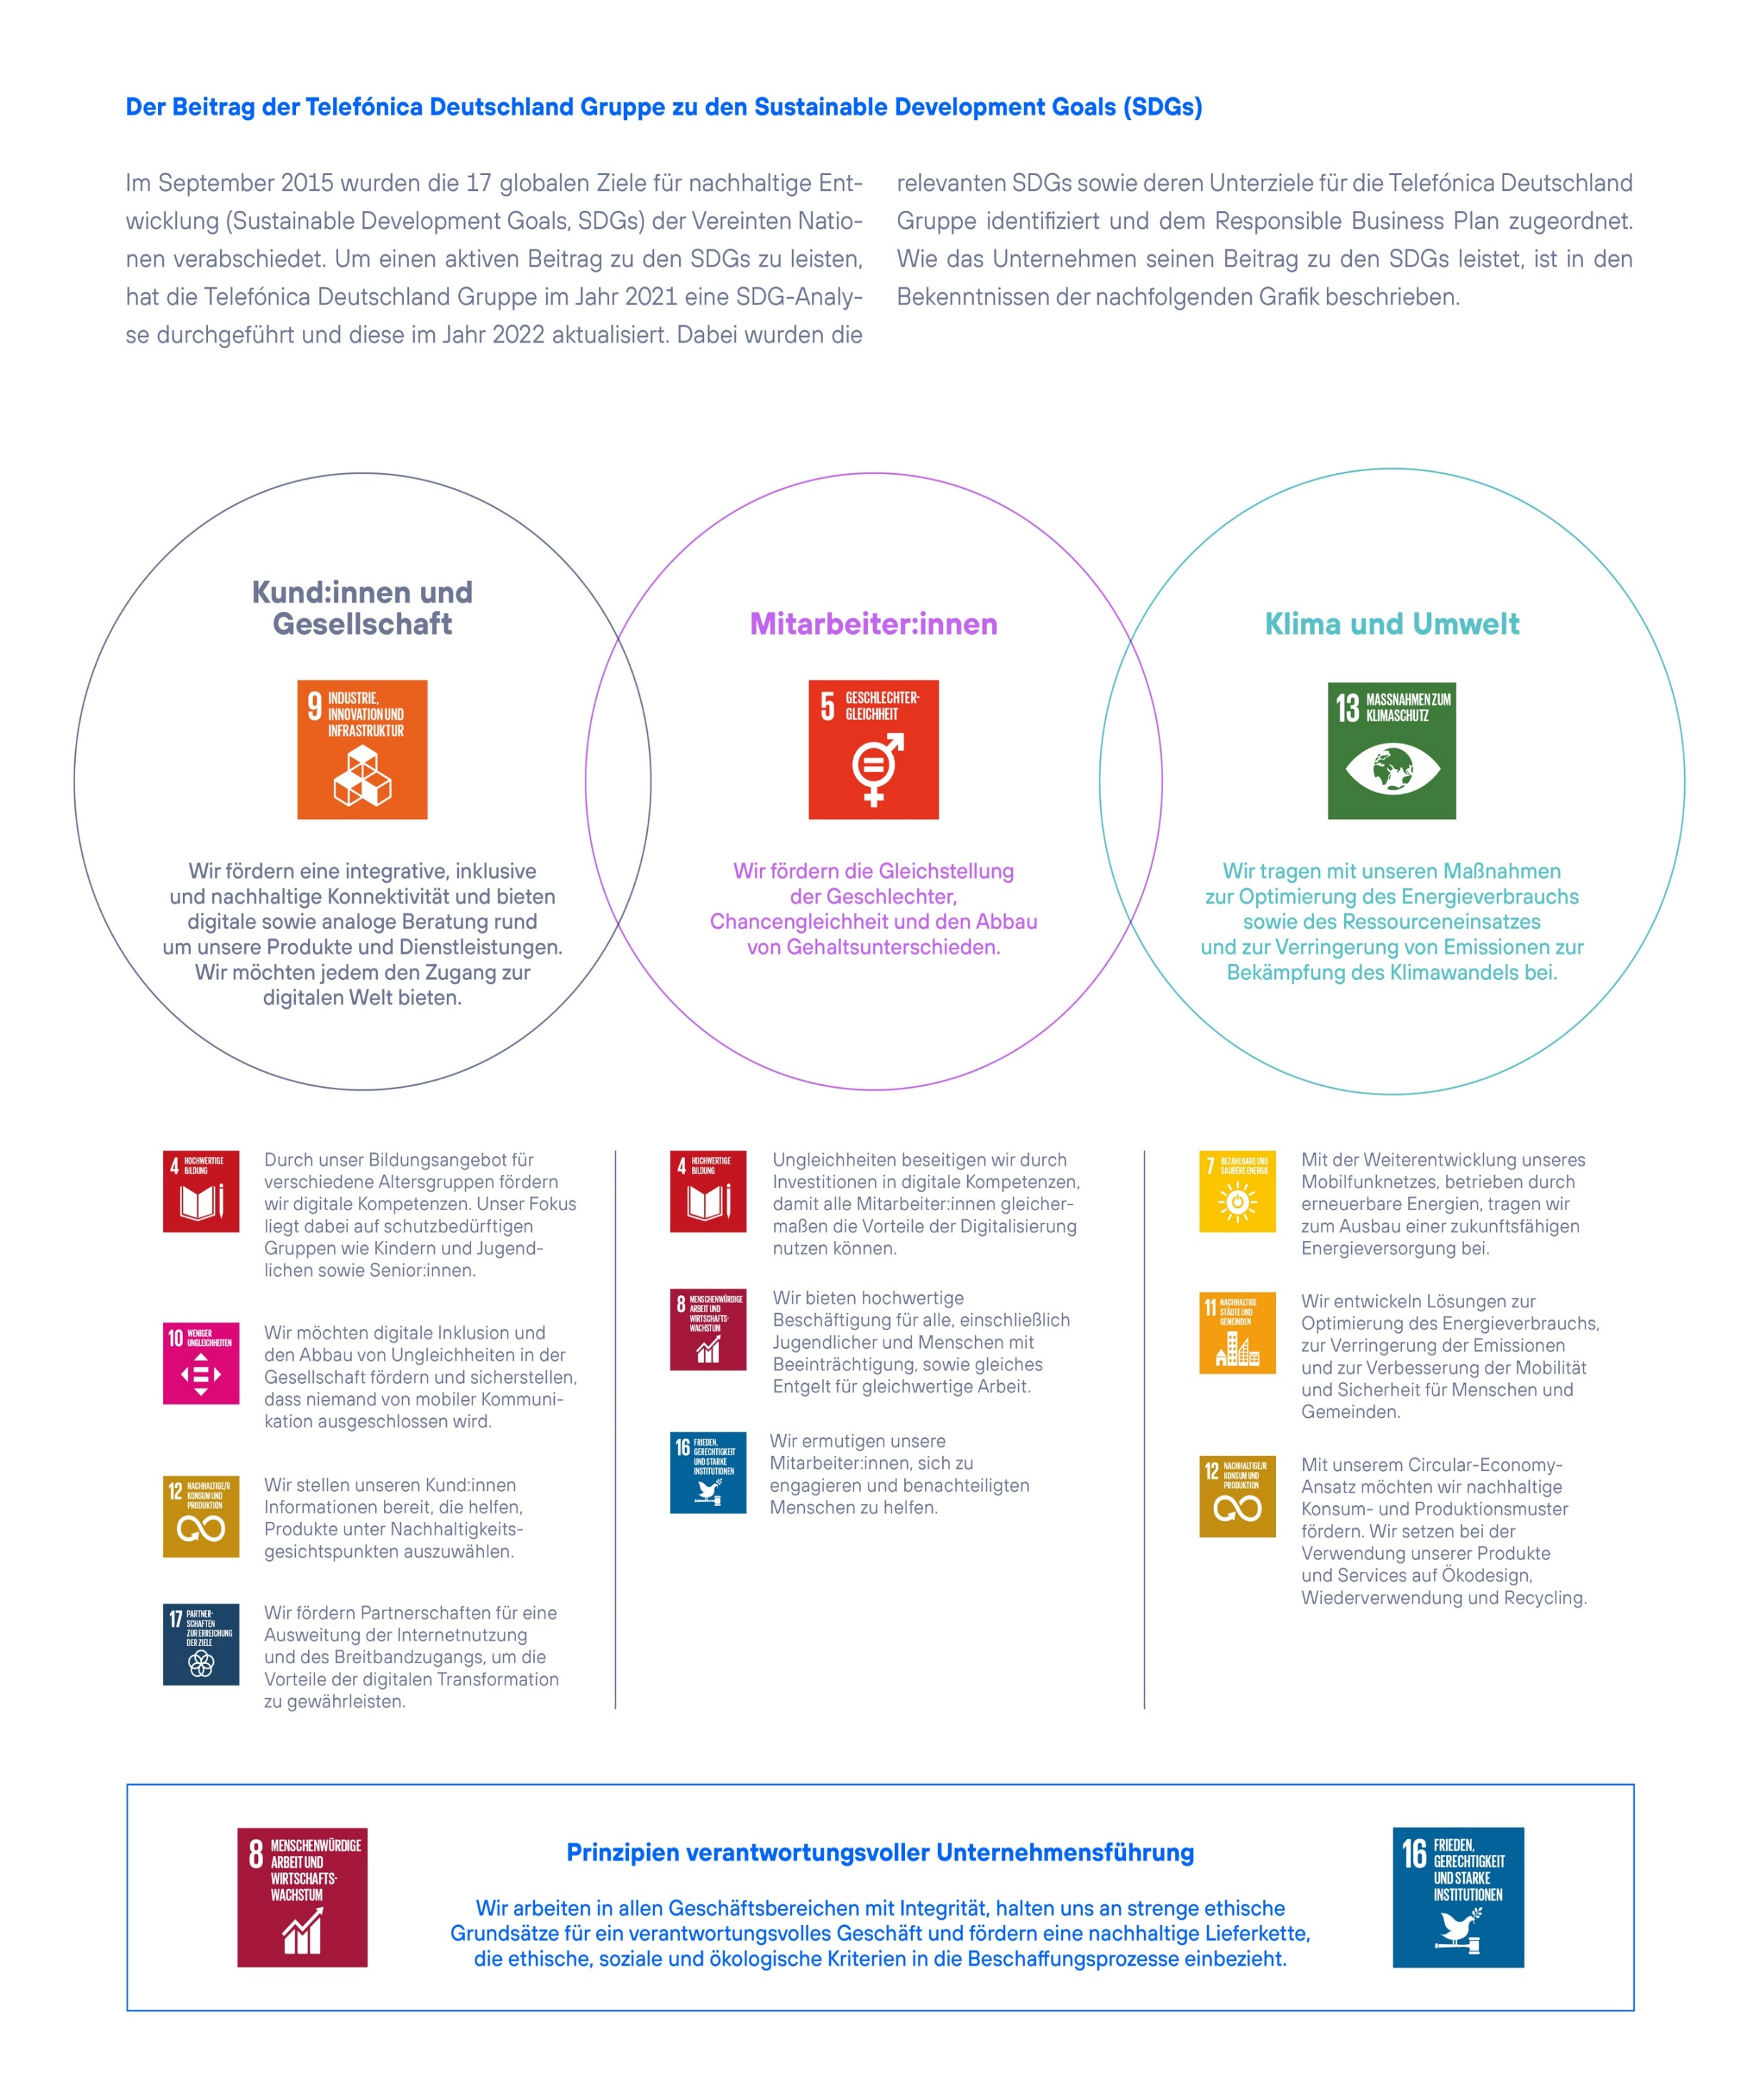 Der Beitrag der Telefónica Deutschland Gruppe zu den Sustainable Development Goals (SDGs)
Im September 2015 wurden die 17 globalen Ziele für nachhaltige Ent-
wicklung (Sustainable Development Goals, SDGs) der Vereinten Natio-
nen verabschiedet. Um einen aktiven Beitrag zu den SDGs zu leisten,
hat die Telefónica Deutschland Gruppe im Jahr 2021 eine SDG-Analy-
se durchgeführt und diese im Jahr 2022 aktualisiert. Dabei wurden die
relevanten SDGs sowie deren Unterziele für die Telefónica Deutschland
Gruppe identifiziert und dem Responsible Business Plan zugeordnet.
Wie das Unternehmen seinen Beitrag zu den SDGs leistet, ist in den
Bekenntnissen der nachfolgenden Grafik beschrieben.
Kund:innen und
Gesellschaft
9 INDUSTRIE,
INNOVATION UND
INFRASTRUKTUR
Wir fördern eine integrative, inklusive
und nachhaltige Konnektivität und bieten
digitale sowie analoge Beratung rund
um unsere Produkte und Dienstleistungen.
Wir möchten jedem den Zugang zur
digitalen Welt bieten.
Mitarbeiter:innen
5 GESCHLECHTER-
GLEICHHEIT
Wir fördern die Gleichstellung
der Geschlechter,
Chancengleichheit und den Abbau
von Gehaltsunterschieden.
Klima und Umwelt
13 MASSNAHMEN ZUM
KLIMASCHUTZ
Wir tragen mit unseren Maßnahmen
zur Optimierung des Energieverbrauchs
sowie des Ressourceneinsatzes
und zur Verringerung von Emissionen zur
Bekämpfung des Klimawandels bei.
4 HOCHWERTIGE
BILDUNG
Durch unser Bildungsangebot für
verschiedene Altersgruppen fördern
wir digitale Kompetenzen. Unser Fokus
liegt dabei auf schutzbedürftigen
Gruppen wie Kindern und Jugend-
lichen sowie Senior:innen.
10 WENIGER
UNGLEICHHEITEN
Wir möchten digitale Inklusion und
den Abbau von Ungleichheiten in der
Gesellschaft fördern und sicherstellen,
dass niemand von mobiler Kommuni-
kation ausgeschlossen wird.
12 NACHHALTIGE/R
KONSUM UND
PRODUKTION
Wir stellen unseren Kund:innen
Informationen bereit, die helfen,
Produkte unter Nachhaltigkeits-
gesichtspunkten auszuwählen.
17 PARTNER-
SCHAFTEN
ZUR ERREICHUNG
DER ZIELE
Wir fördern Partnerschaften für eine
Ausweitung der Internetnutzung
und des Breitbandzugangs, um die
Vorteile der digitalen Transformation
zu gewährleisten.
4 HOCHWERTIGE
BILDUNG
Ungleichheiten beseitigen wir durch
Investitionen in digitale Kompetenzen,
damit alle Mitarbeiter:innen gleicher-
maßen die Vorteile der Digitalisierung
nutzen können.
8 MENSCHENWÜRDIGE
ARBEIT UND
WIRTSCHAFTS-
WACHSTUM
Wir bieten hochwertige
Beschäftigung für alle, einschließlich
Jugendlicher und Menschen mit
Beeinträchtigung, sowie gleiches
Entgelt für gleichwertige Arbeit.
16 FRIEDEN,
GERECHTIGKEIT
UND STARKE
INSTITUTIONEN
Wir ermutigen unsere
Mitarbeiter:innen, sich zu
engagieren und benachteiligten
Menschen zu helfen.
7 BEZAHLBARE UND
SAUBERE ENERGIE
Mit der Weiterentwicklung unseres
Mobilfunknetzes, betrieben durch
erneuerbare Energien, tragen wir
zum Ausbau einer zukunftsfähigen
Energieversorgung bei.
11 NACHHALTIGE
STÄDTE UND
GEMEINDEN
Wir entwickeln Lösungen zur
Optimierung des Energieverbrauchs,
zur Verringerung der Emissionen
und zur Verbesserung der Mobilität
und Sicherheit für Menschen und
Gemeinden.
12 NACHHALTIGE/R
KONSUM UND
PRODUKTION
Mit unserem Circular-Economy-
Ansatz möchten wir nachhaltige
Konsum- und Produktionsmuster
fördern. Wir setzen bei der
Verwendung unserer Produkte
und Services auf Ökodesign,
Wiederverwendung und Recycling.
8 MENSCHENWÜRDIGE
ARBEIT UND
WIRTSCHAFTS-
WACHSTUM
Prinzipien verantwortungsvoller Unternehmensführung
Wir arbeiten in allen Geschäftsbereichen mit Integrität, halten uns an strenge ethische
Grundsätze für ein verantwortungsvolles Geschäft und fördern eine nachhaltige Lieferkette,
die ethische, soziale und ökologische Kriterien in die Beschaffungsprozesse einbezieht.
16 FRIEDEN,
GERECHTIGKEIT
UND STARKE
INSTITUTIONEN